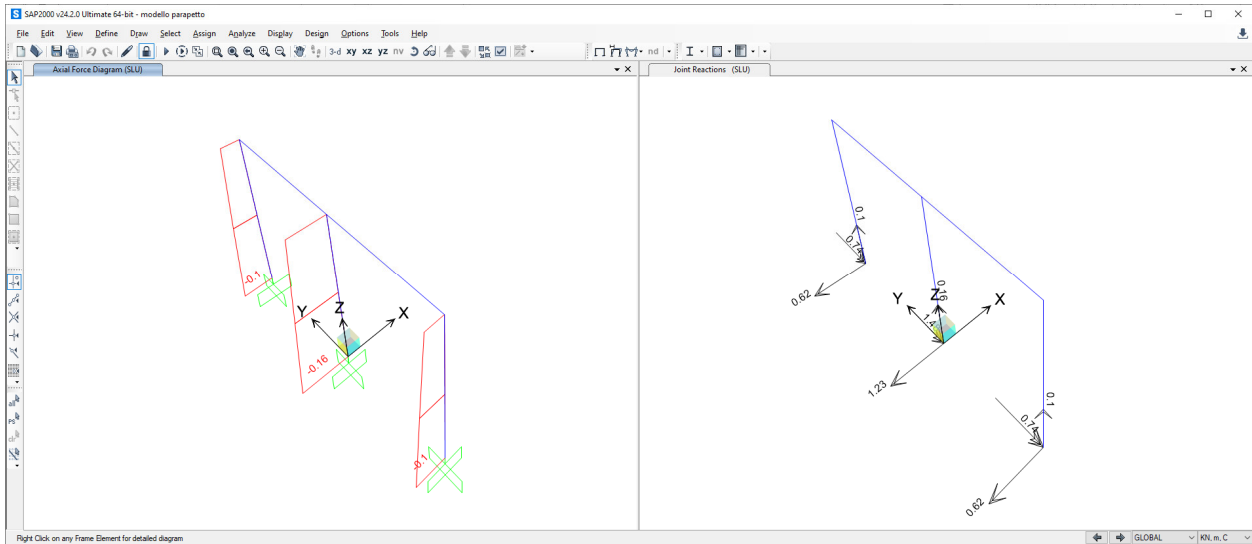 SAP2000 v24.2.0 Ultimate 64-bit - modello parapetto
File Edit View Define Draw Select Assign Analyze Display Design Options Tools Help
3-d xy xz yz nv nd
Axial Force Diagram (SLU)
Joint Reactions (SLU)
-0.1
Y Z X
-0.16
-0.1
0.1
0.74
0.62
Y Z X
0.16
1.4
1.23
0.1
0.74
0.62
all
PS
clr
Right Click on any Frame Element for detailed diagram
GLOBAL
KN, m, C